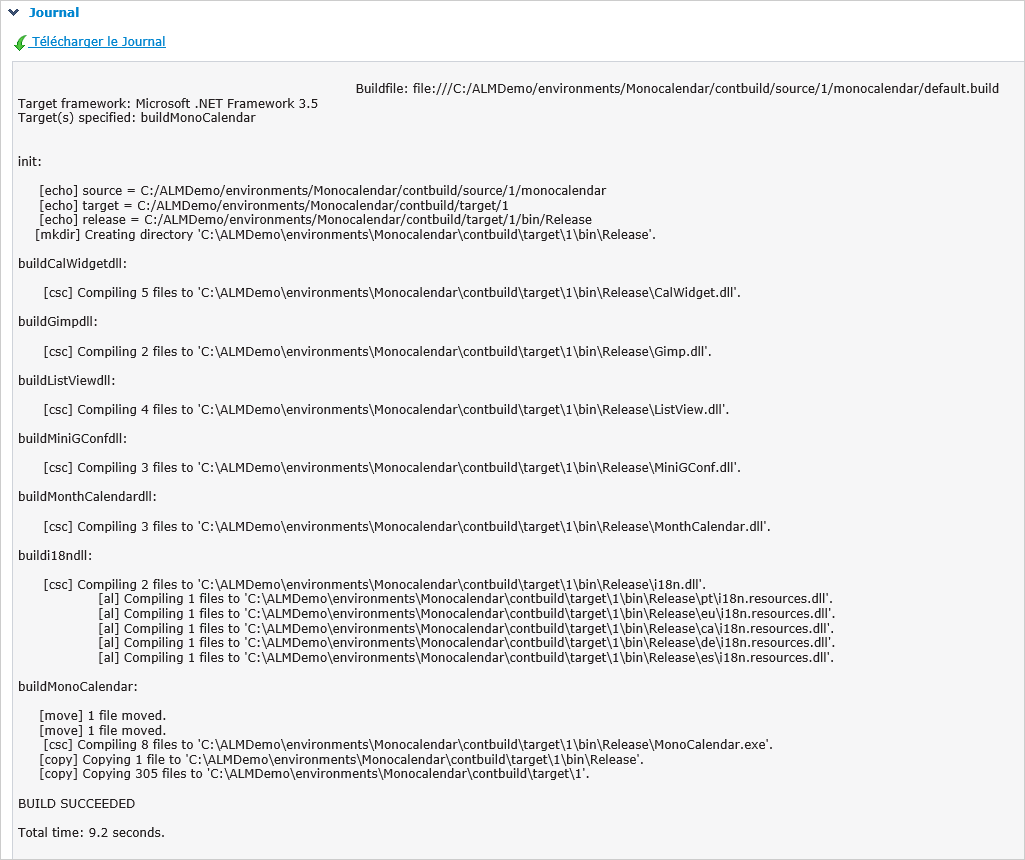 Journal
Télécharger le Journal
Buildfile: file:///C:/ALMDemo/environments/Monocalendar/contbuild/source/1/monocalendar/default.build
Target framework: Microsoft .NET Framework 3.5
Target(s) specified: buildMonoCalendar
init:
[echo] source = C:/ALMDemo/environments/Monocalendar/contbuild/source/1/monocalendar
[echo] target = C:/ALMDemo/environments/Monocalendar/contbuild/target/1
[echo] release = C:/ALMDemo/environments/Monocalendar/contbuild/target/1/bin/Release
[mkdir] Creating directory 'C:\ALMDemo\environments\Monocalendar\contbuild\target\1\bin\Release'.
buildCalWidgetdll:
[csc] Compiling 5 files to 'C:\ALMDemo\environments\Monocalendar\contbuild\target\1\bin\Release\CalWidget.dll'.
buildGimpdll:
[csc] Compiling 2 files to 'C:\ALMDemo\environments\Monocalendar\contbuild\target\1\bin\Release\Gimp.dll'.
buildListViewdll:
[csc] Compiling 4 files to 'C:\ALMDemo\environments\Monocalendar\contbuild\target\1\bin\Release\ListView.dll'.
buildMiniGConfdll:
[csc] Compiling 3 files to 'C:\ALMDemo\environments\Monocalendar\contbuild\target\1\bin\Release\MiniGConf.dll'.
buildMonthCalendardll:
[csc] Compiling 3 files to 'C:\ALMDemo\environments\Monocalendar\contbuild\target\1\bin\Release\MonthCalendar.dll'.
buildi18ndll:
[csc] Compiling 2 files to 'C:\ALMDemo\environments\Monocalendar\contbuild\target\1\bin\Release\i18n.dll'.
[al] Compiling 1 files to 'C:\ALMDemo\environments\Monocalendar\contbuild\target\1\bin\Release\pt\i18n.resources.dll'.
[al] Compiling 1 files to 'C:\ALMDemo\environments\Monocalendar\contbuild\target\1\bin\Release\eu\i18n.resources.dll'.
[al] Compiling 1 files to 'C:\ALMDemo\environments\Monocalendar\contbuild\target\1\bin\Release\ca\i18n.resources.dll'.
[al] Compiling 1 files to 'C:\ALMDemo\environments\Monocalendar\contbuild\target\1\bin\Release\de\i18n.resources.dll'.
[al] Compiling 1 files to 'C:\ALMDemo\environments\Monocalendar\contbuild\target\1\bin\Release\es\i18n.resources.dll'.
buildMonoCalendar:
[move] 1 file moved.
[move] 1 file moved.
[csc] Compiling 8 files to 'C:\ALMDemo\environments\Monocalendar\contbuild\target\1\bin\Release\MonoCalendar.exe'.
[copy] Copying 1 file to 'C:\ALMDemo\environments\Monocalendar\contbuild\target\1\bin\Release'.
[copy] Copying 305 files to 'C:\ALMDemo\environments\Monocalendar\contbuild\target\1'.
BUILD SUCCEEDED
Total time: 9.2 seconds.